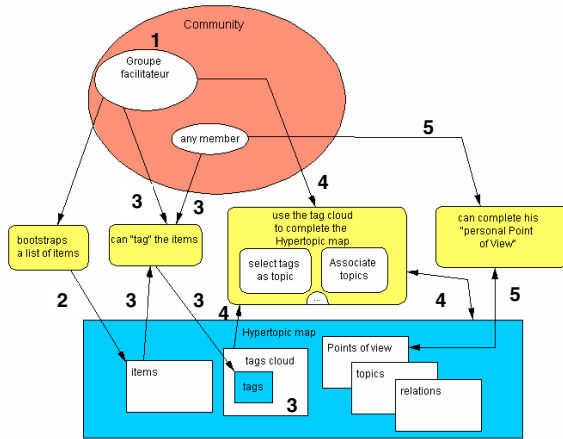 Community
1
Groupe
facilitateur
any member
5
4
3
3
bootstraps
a list of items
can "tag" the items
use the tag cloud
to complete the
Hypertopic map
select tags
as topic
Associate
topics
...
can complete his
"personal Point
of View"
2
3
3
4
4
5
Hypertopic map
items
tags cloud
tags
3
Points of view
topics
relations